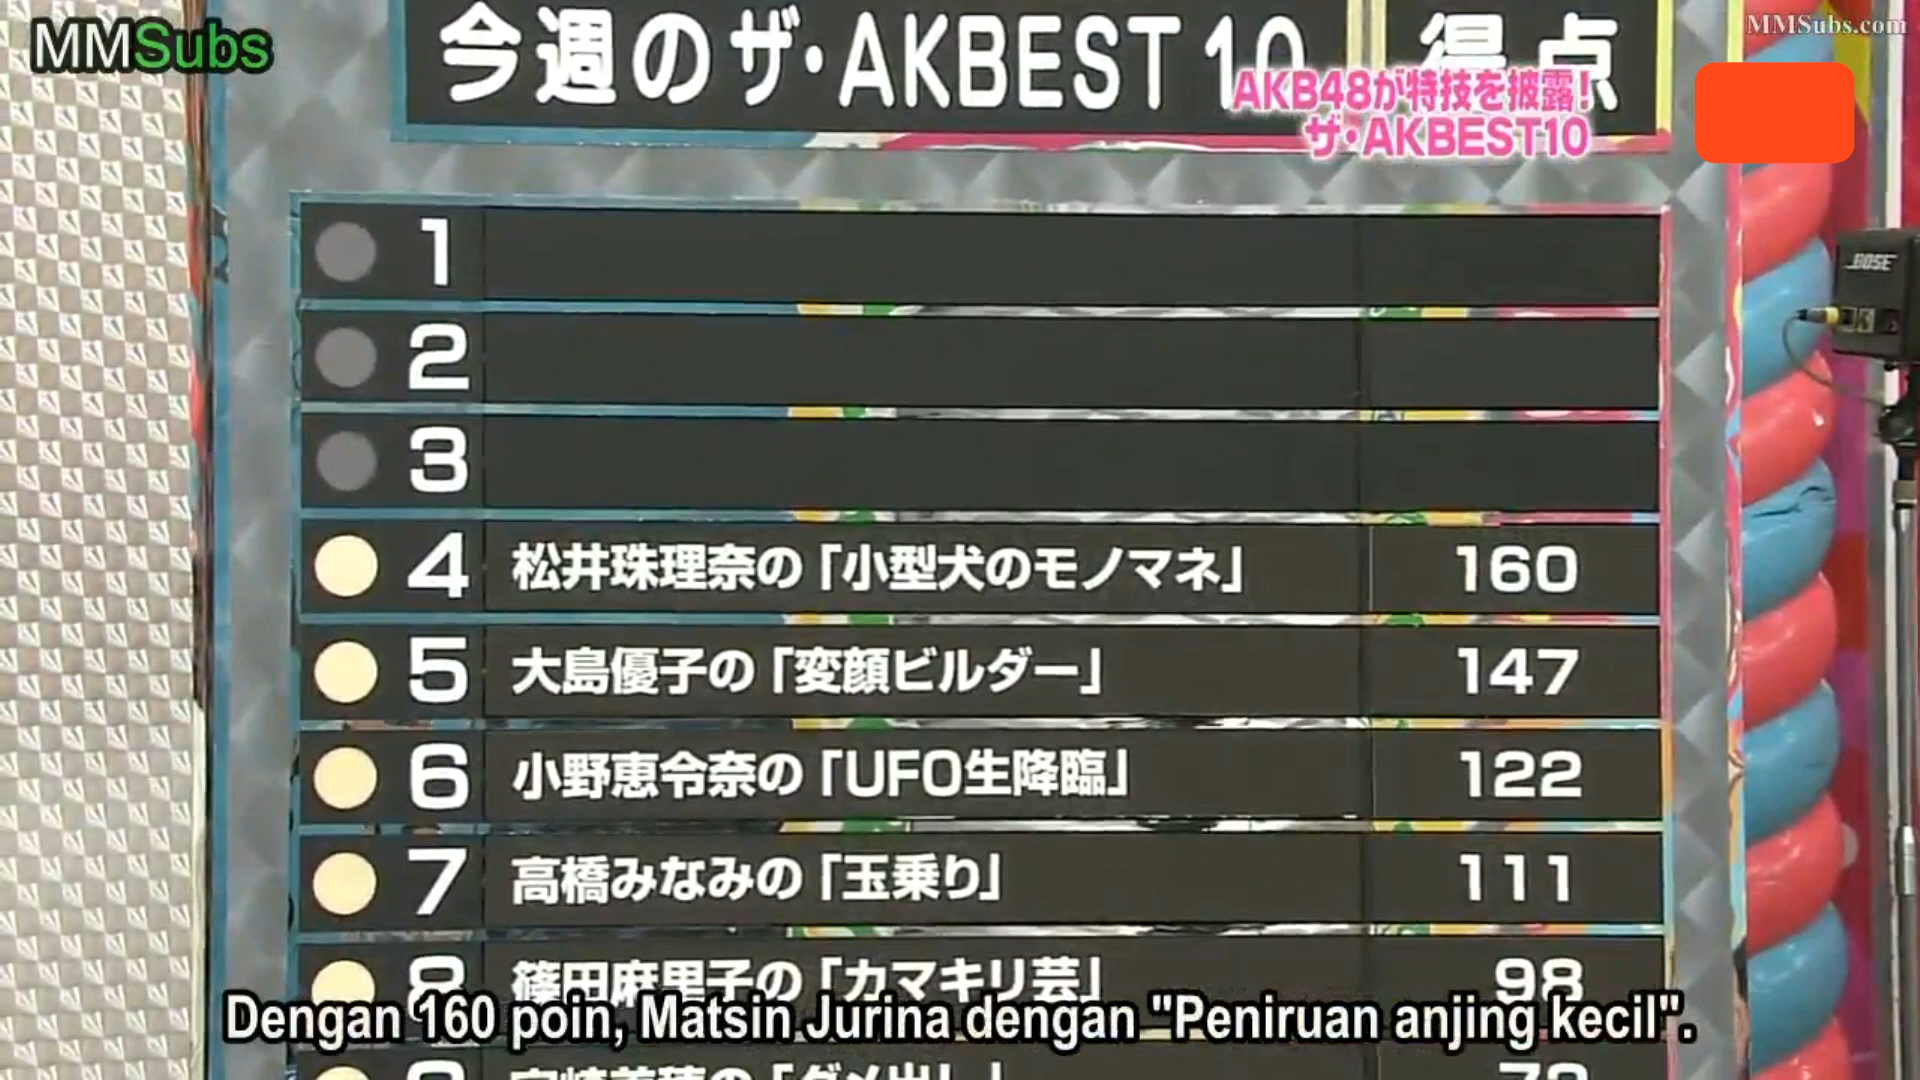 MMSubs
MMSubs.com
今週のザ・AKBEST 10 得点
AKB48が特技を披露!
ザ・AKBEST10
BOSE
1
2
3
4 松井珠理奈の「小型犬のモノマネ」 160
5 大島優子の「変顔ビルダー」 147
6 小野恵令奈の「UFO生降臨」 122
7 高橋みなみの「玉乗り」 111
8 篠田麻里子の「カマキリ芸」 98
Dengan 160 poin, Matsin Jurina dengan "Peniruan anjing kecil".